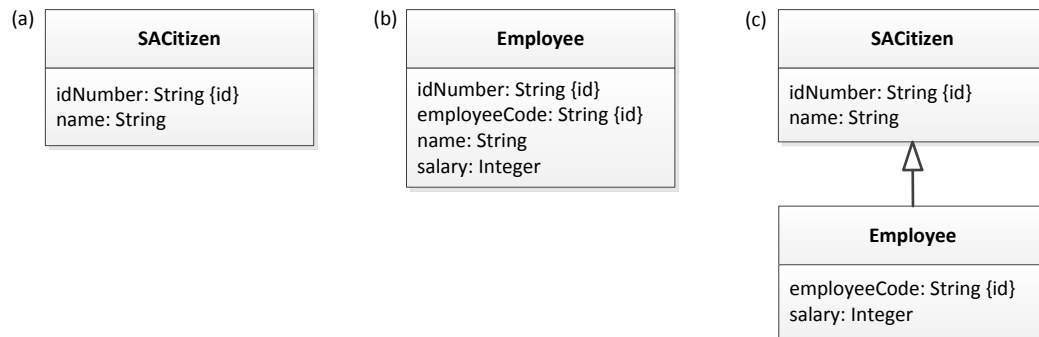 (a)
SACitizen
idNumber: String {id}
name: String
(b)
Employee
idNumber: String {id}
employeeCode: String {id}
name: String
salary: Integer
(c)
SACitizen
idNumber: String {id}
name: String
Employee
employeeCode: String {id}
salary: Integer